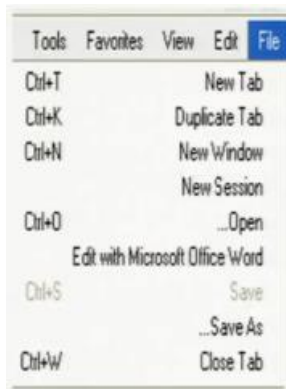 Tools Favorites View Edit File
Ctrl+T New Tab
Ctrl+K Duplicate Tab
Ctrl+N New Window
New Session
Ctrl+O ...Open
Edit with Microsoft Office Word
Ctrl+S Save
...Save As
Ctrl+W Close Tab